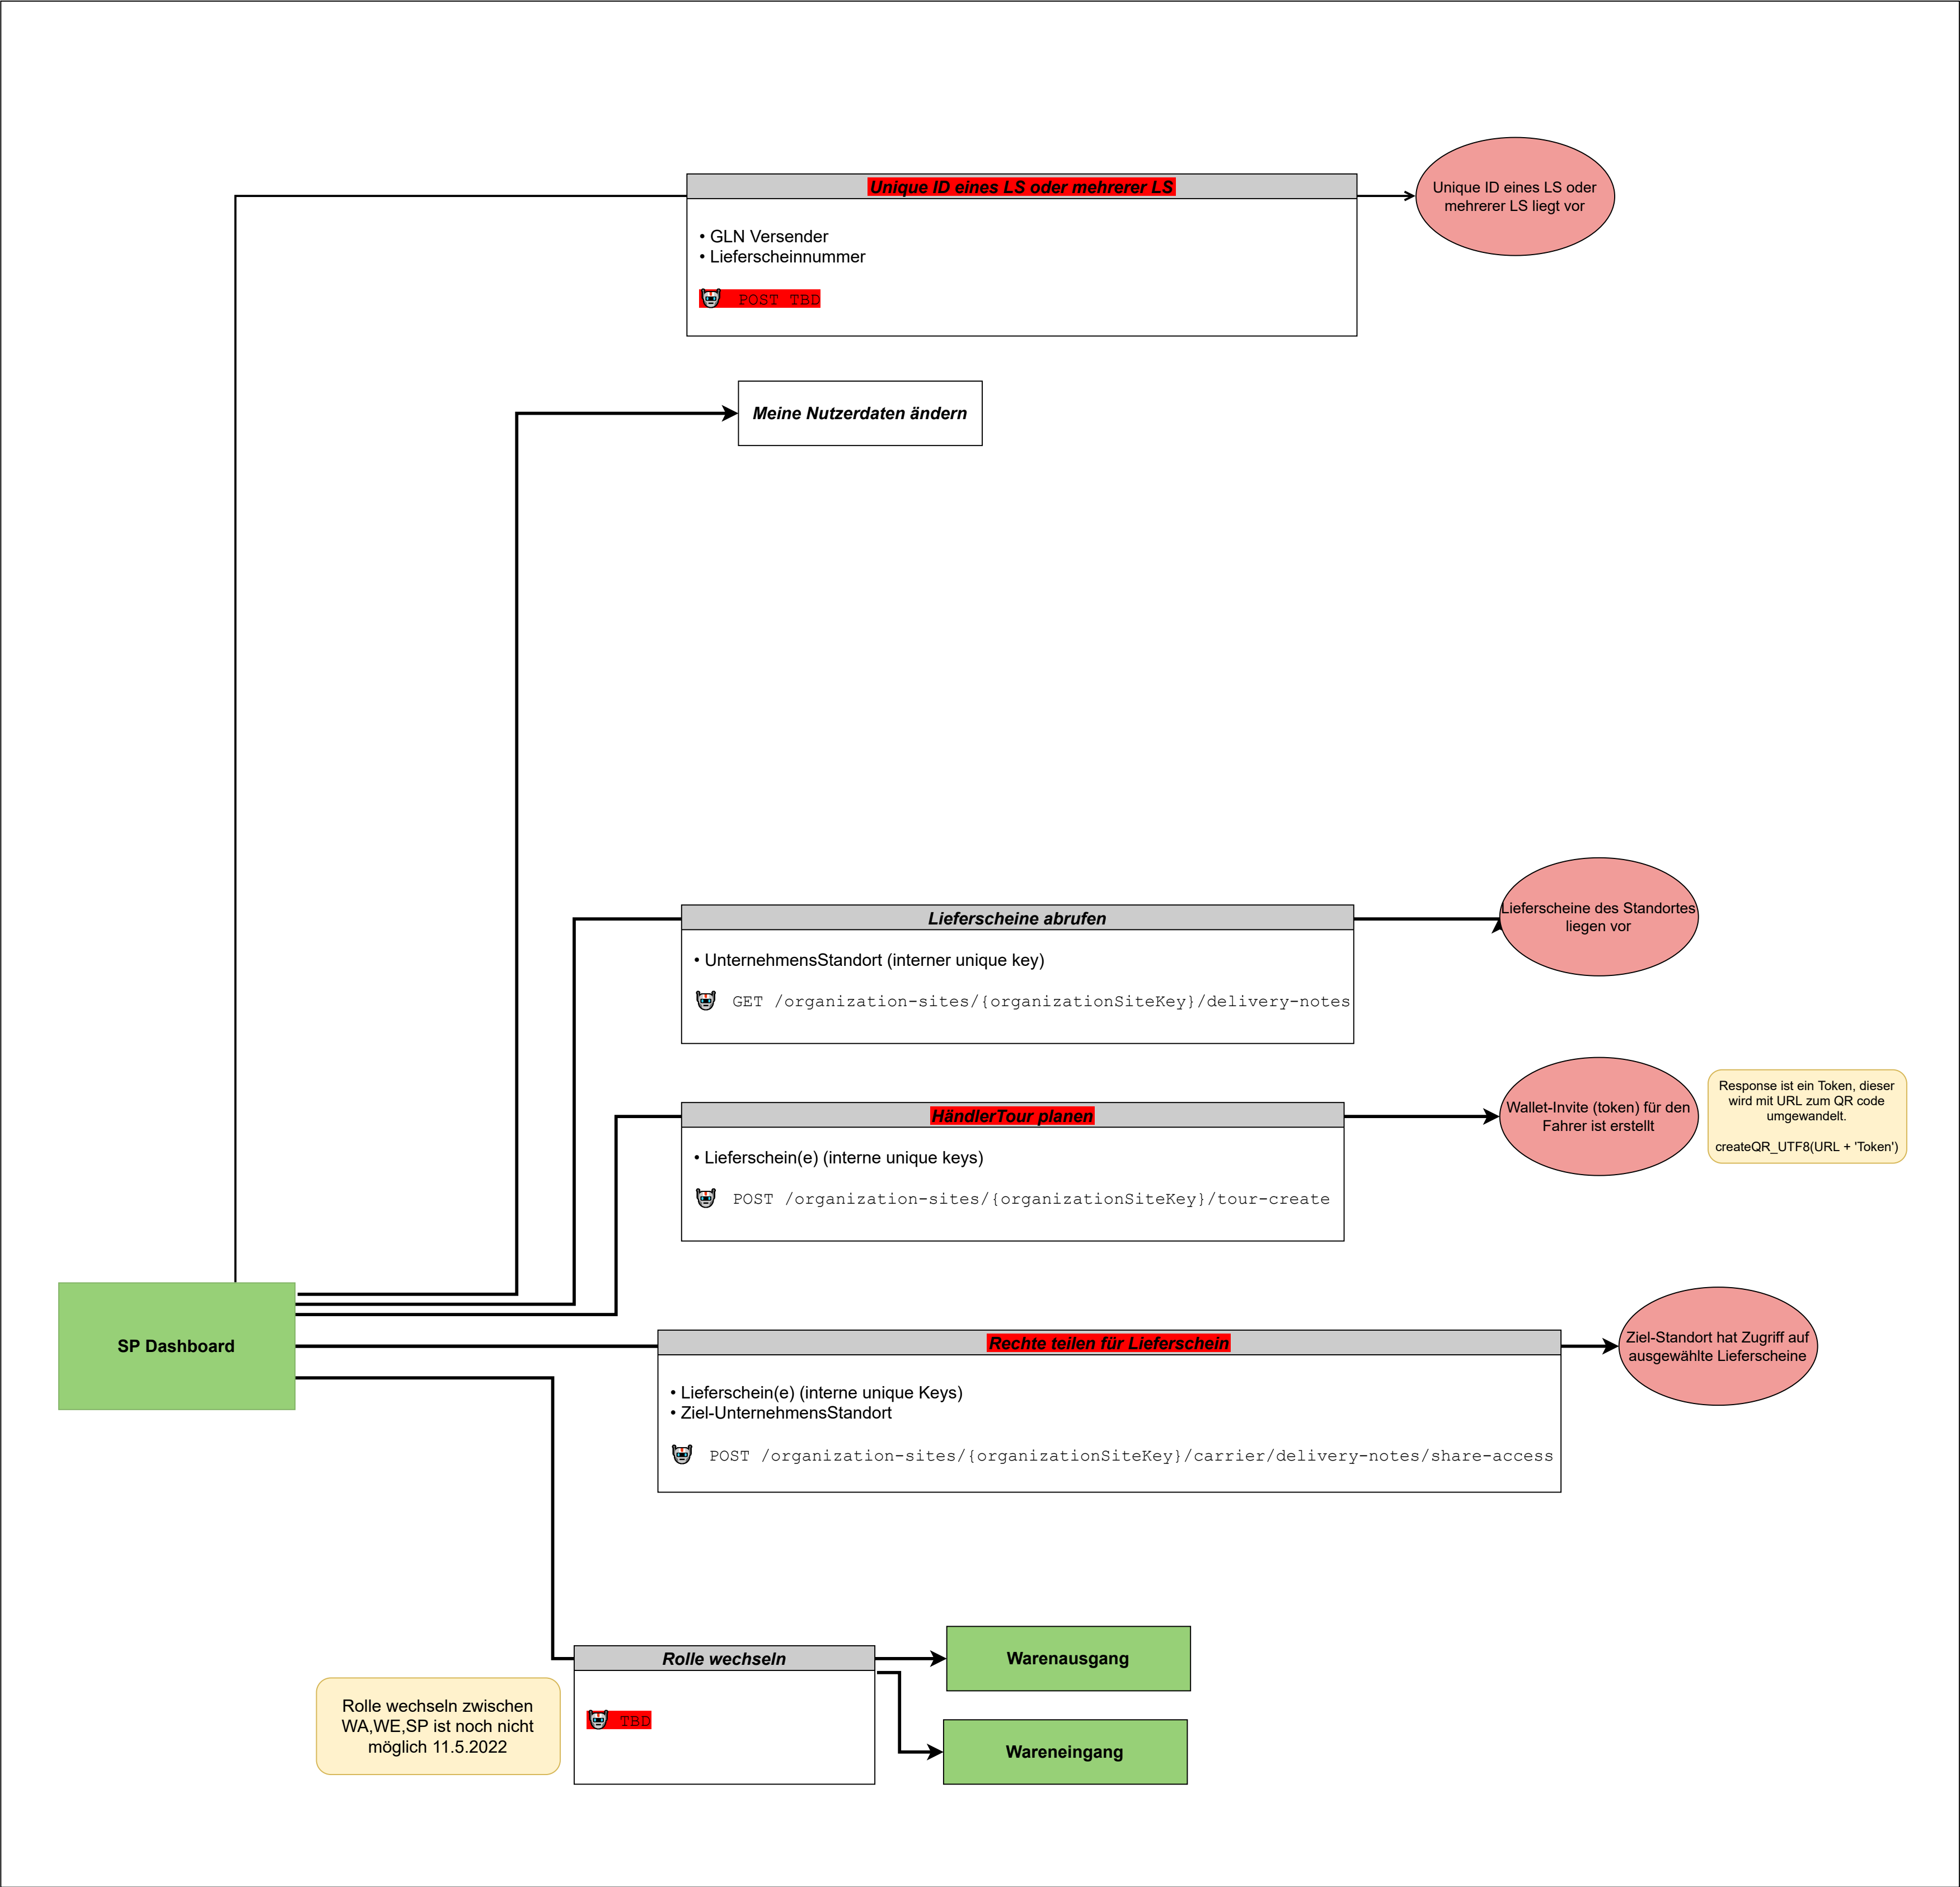 Unique ID eines LS oder mehrerer LS
• GLN Versender
• Lieferscheinnummer
POST TBD
Unique ID eines LS oder
mehrerer LS liegt vor
Meine Nutzerdaten ändern
Lieferscheine abrufen
• UnternehmensStandort (interner unique key)
GET /organization-sites/{organizationSiteKey}/delivery-notes
Lieferscheine des Standortes
liegen vor
HändlerTour planen
• Lieferschein(e) (interne unique keys)
POST /organization-sites/{organizationSiteKey}/tour-create
Wallet-Invite (token) für den
Fahrer ist erstellt
Response ist ein Token, dieser
wird mit URL zum QR code
umgewandelt.
createQR_UTF8(URL + 'Token')
SP Dashboard
Rechte teilen für Lieferschein
• Lieferschein(e) (interne unique Keys)
• Ziel-UnternehmensStandort
POST /organization-sites/{organizationSiteKey}/carrier/delivery-notes/share-access
Ziel-Standort hat Zugriff auf
ausgewählte Lieferscheine
Rolle wechseln zwischen
WA,WE,SP ist noch nicht
möglich 11.5.2022
Rolle wechseln
TBD
Warenausgang
Wareneingang